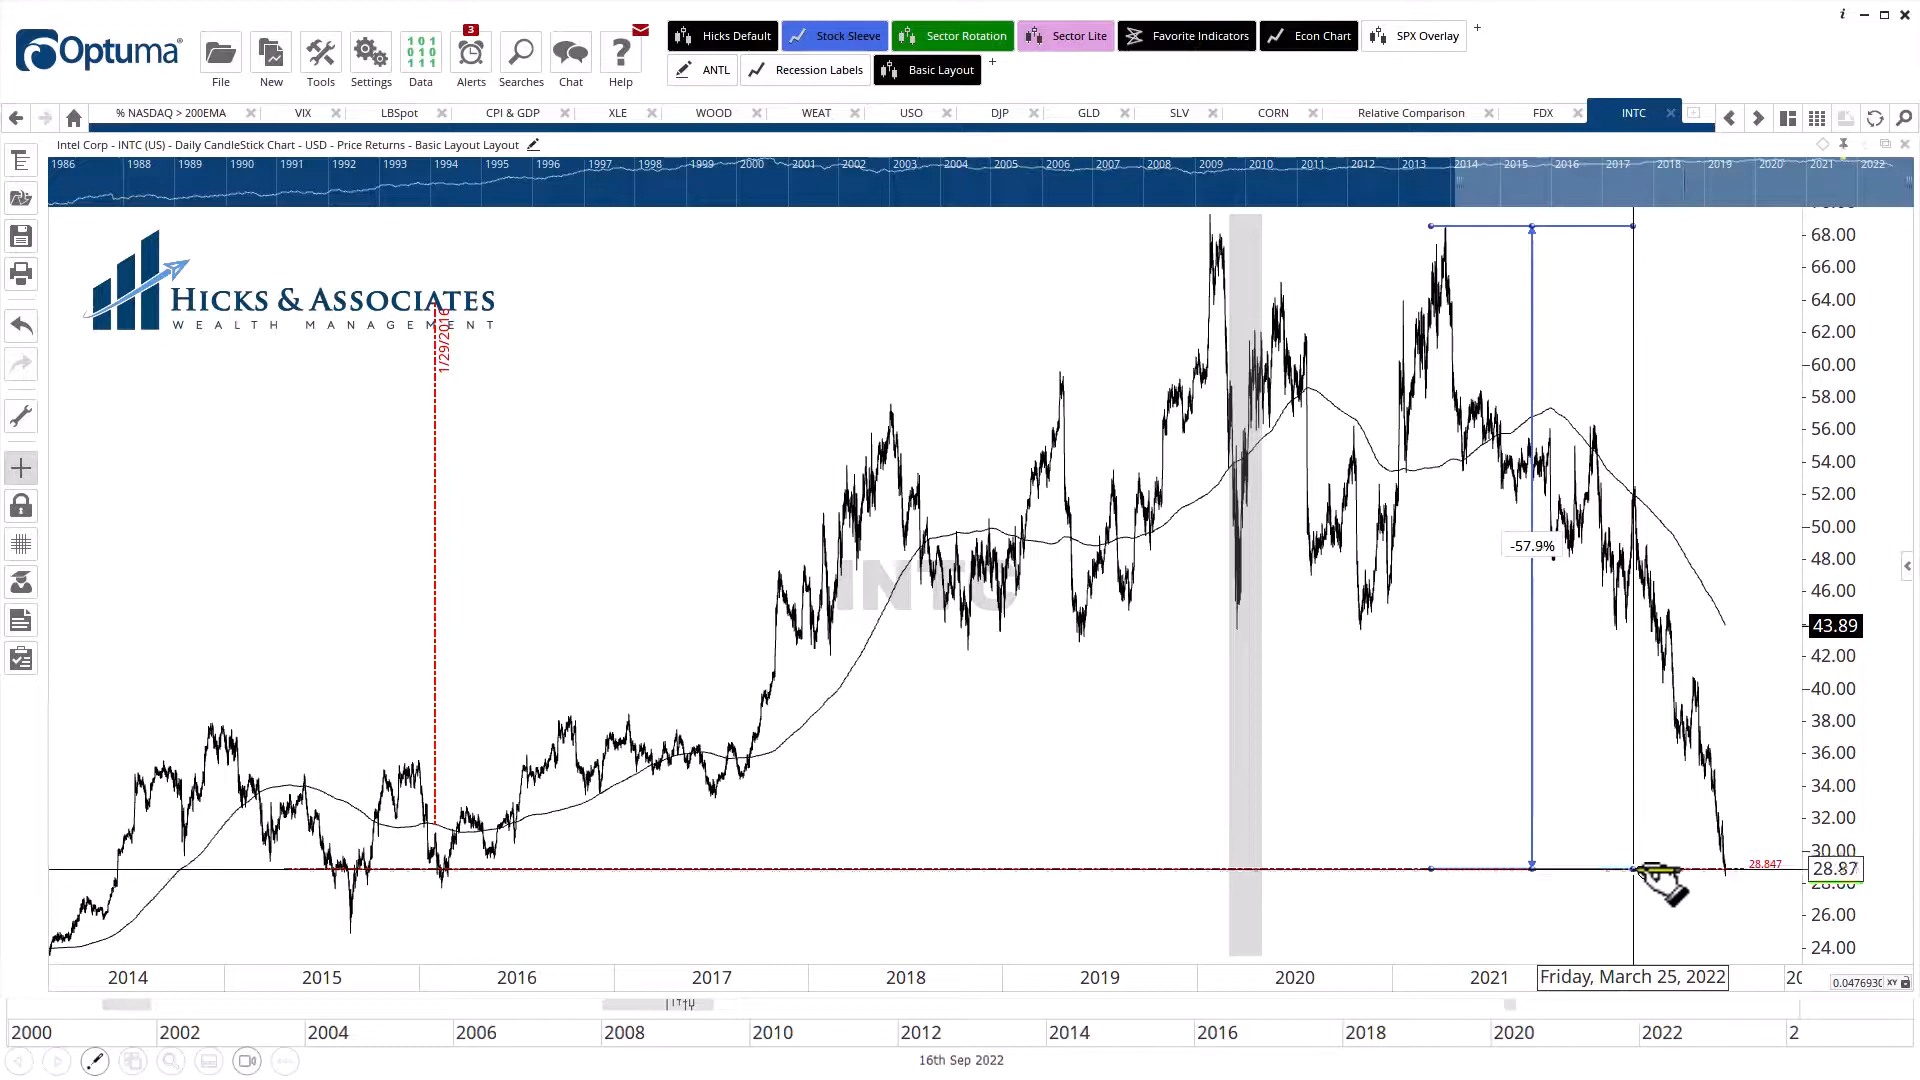 Optuma®
File
New
Tools
Settings
101
010
111
Data
3
Alerts
Searches
Chat
?
Help
Hicks Default
Stock Sleeve
Sector Rotation
Sector Lite
Favorite Indicators
Econ Chart
SPX Overlay
+
ANTL
Recession Labels
Basic Layout
+
% NASDAQ > 200EMA
VIX
LBSpot
CPI & GDP
XLE
WOOD
WEAT
USO
DJP
GLD
SLV
CORN
Relative Comparison
FDX
INTC
Intel Corp - INTC (US) - Daily CandleStick Chart - USD - Price Returns - Basic Layout Layout
1986 1988 1989 1990 1991 1992 1993 1994 1995 1996 1997 1998 1999 2000 2001 2002 2003 2004 2005 2006 2007 2008 2009 2010 2011 2012 2013 2014 2015 2016 2017 2018 2019 2020 2021 2022
HICKS & ASSOCIATES
WEALTH MANAGEMENT
1/29/2016
INTC
-57.9%
28.847
68.00
66.00
64.00
62.00
60.00
58.00
56.00
54.00
52.00
50.00
48.00
46.00
43.89
42.00
40.00
38.00
36.00
34.00
32.00
30.00
28.87
28.00
26.00
24.00
2014 2015 2016 2017 2018 2019 2020 2021 Friday, March 25, 2022
XY
2000 2002 2004 2006 2008 2010 2012 2014 2016 2018 2020 2022
16th Sep 2022